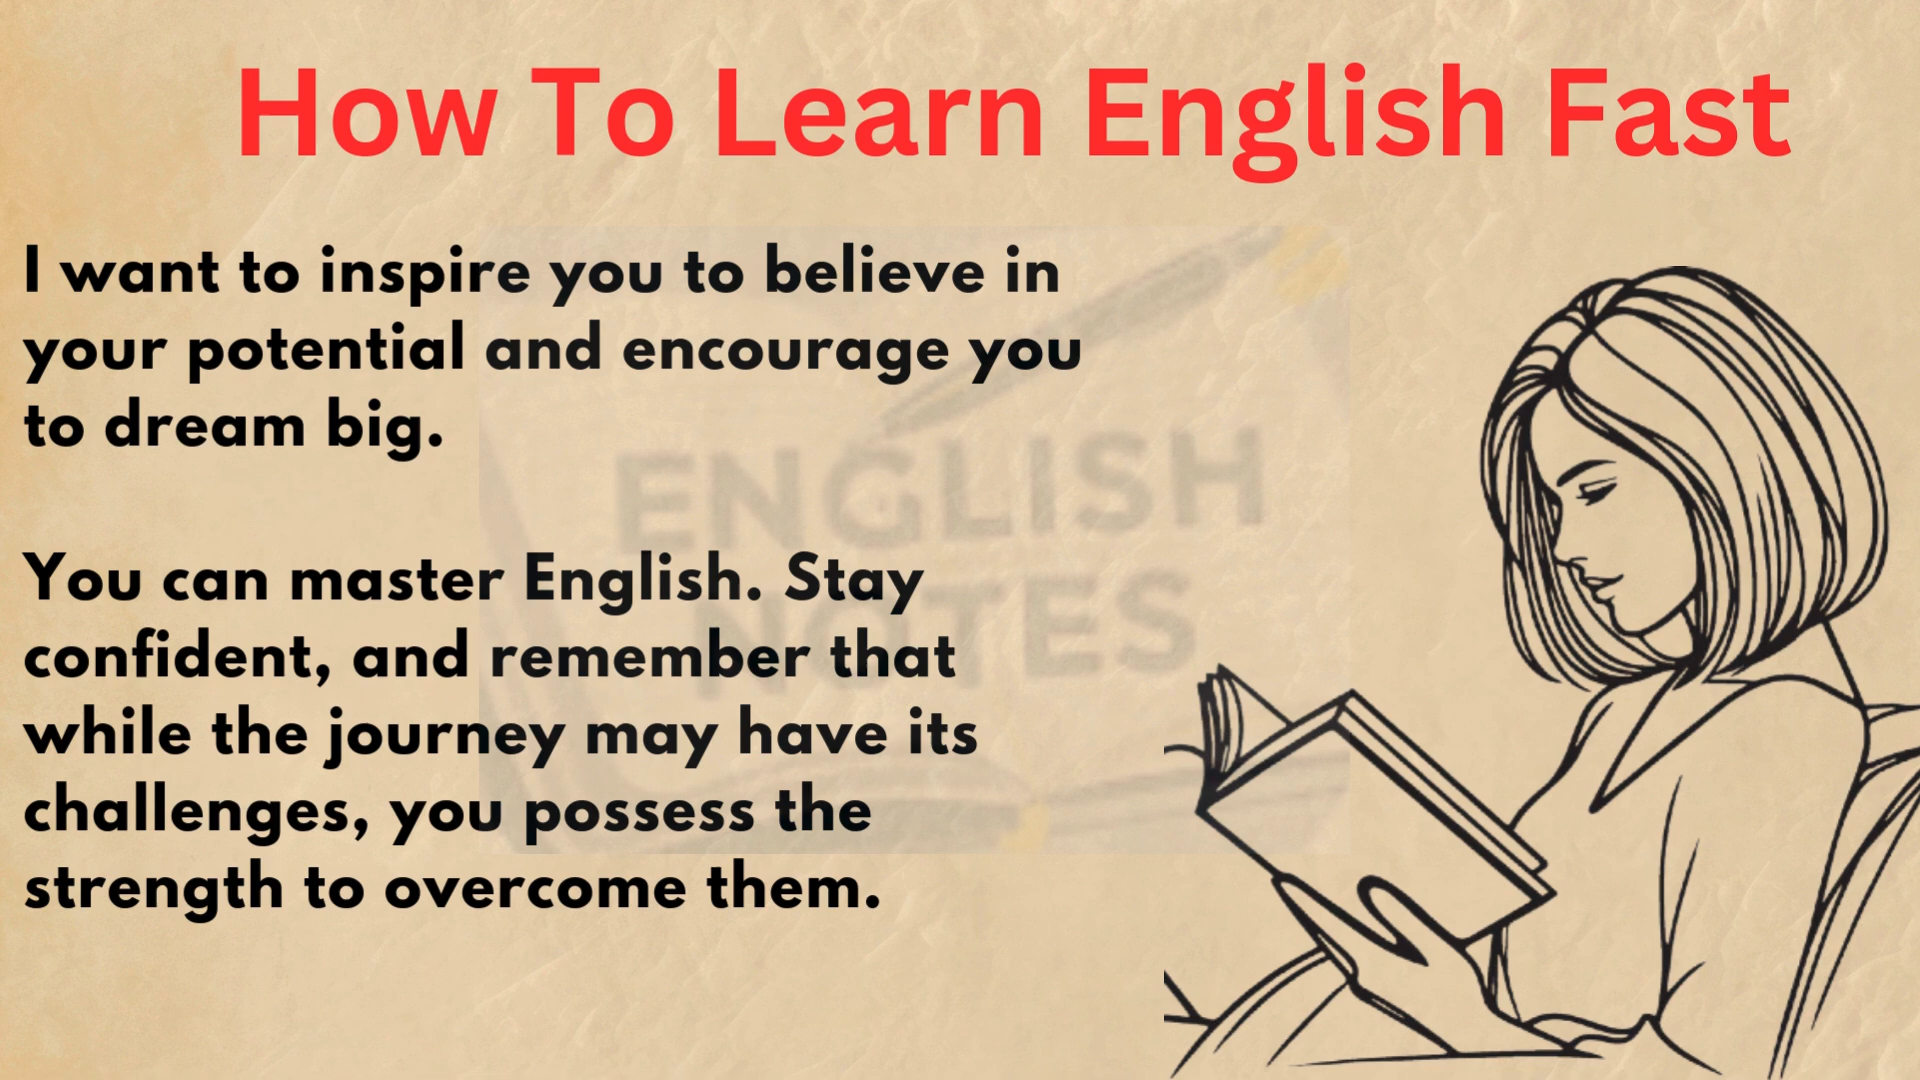 How To Learn English Fast
I want to inspire you to believe in
your potential and encourage you
to dream big.
ENGLISH
NOTES
You can master English. Stay
confident, and remember that
while the journey may have its
challenges, you possess the
strength to overcome them.